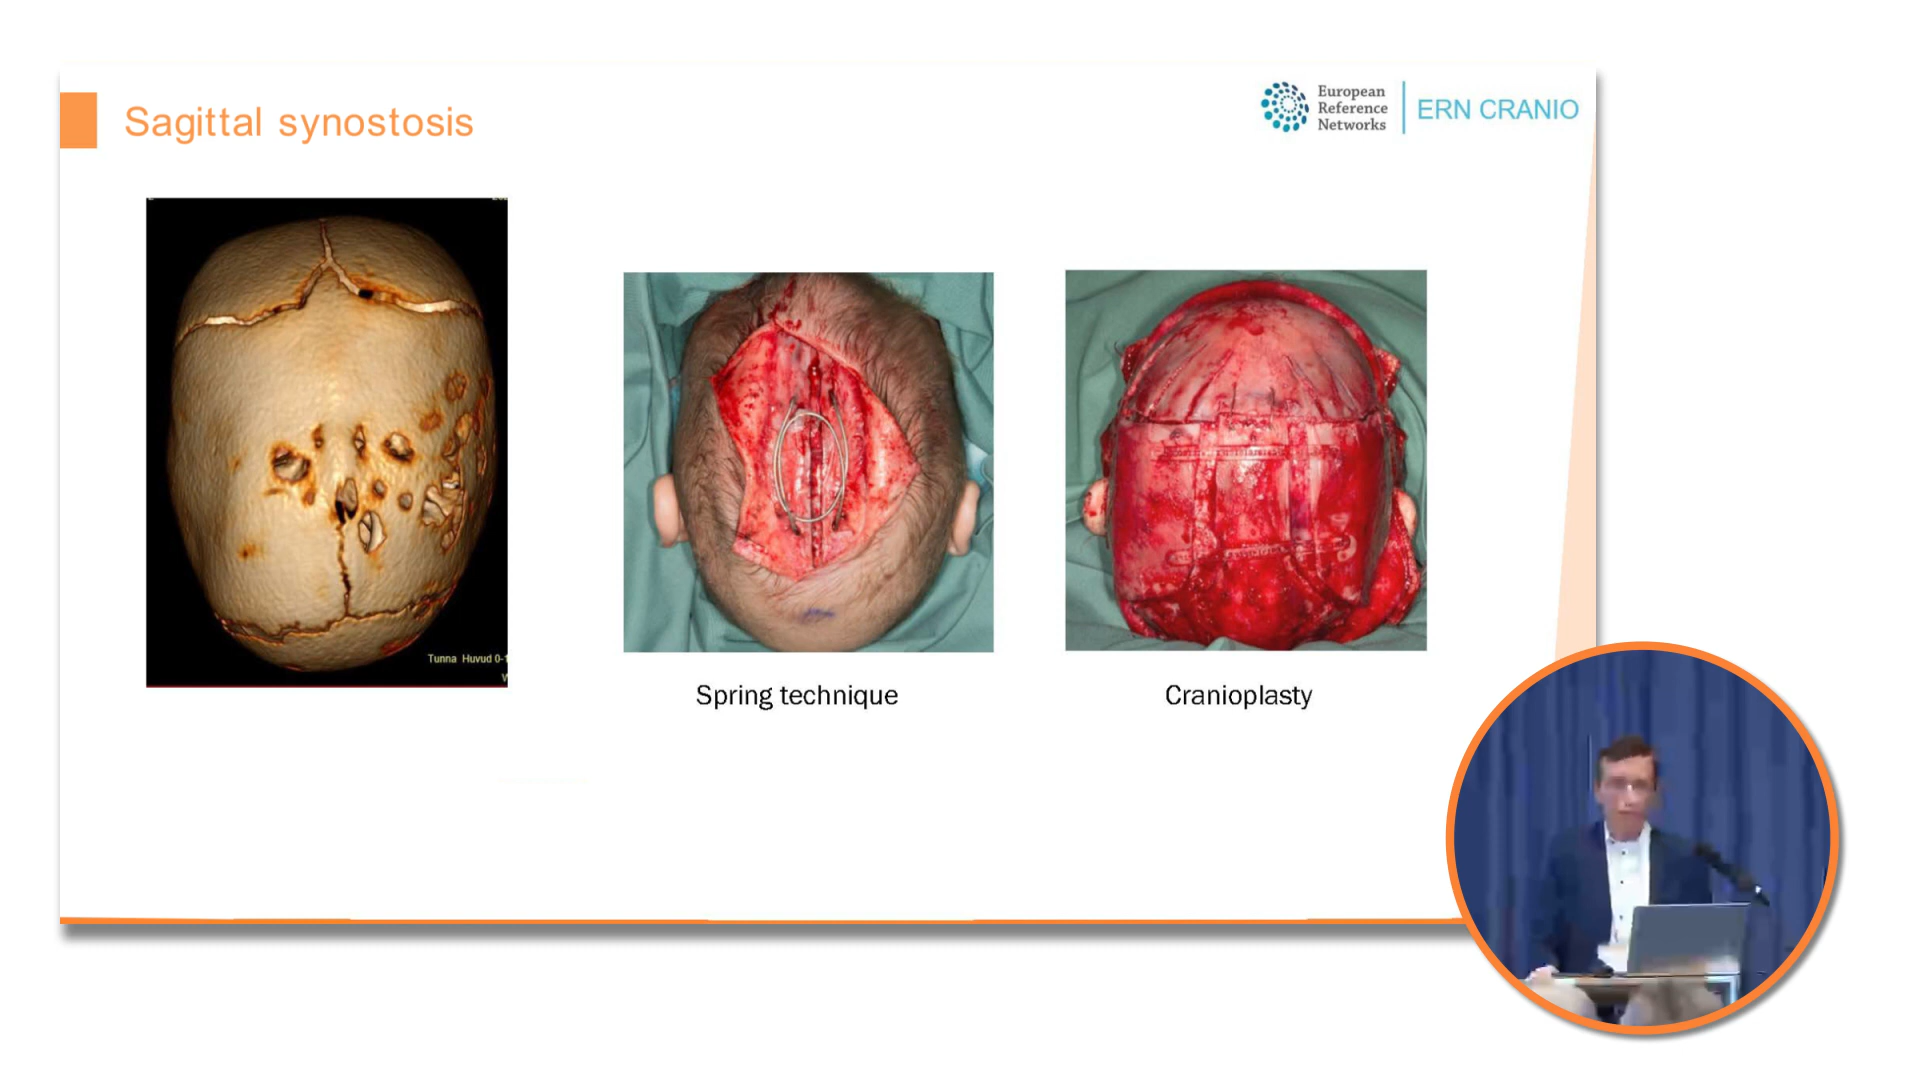 Sagittal synostosis
European
Reference
Networks
ERN CRANIO
Tunna Huvud 0-1
Spring technique
Cranioplasty